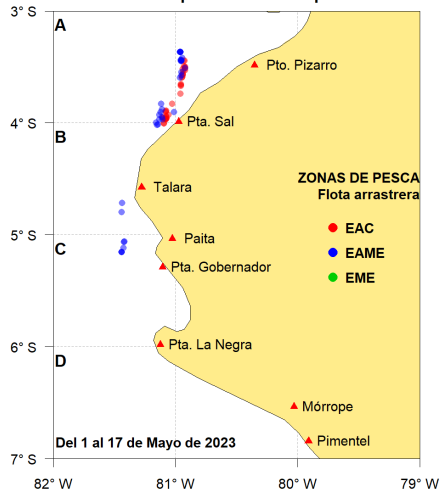 3° S
A
Pto. Pizarro
4° S
Pta. Sal
B
ZONAS DE PESCA
Flota arrastrera
Talara
EAC
5° S
Paita
EAME
C
Pta. Gobernador
EME
6° S
Pta. La Negra
D
Mórrope
Del 1 al 17 de Mayo de 2023
Pimentel
7° S
82° W
81° W
80° W
79° W